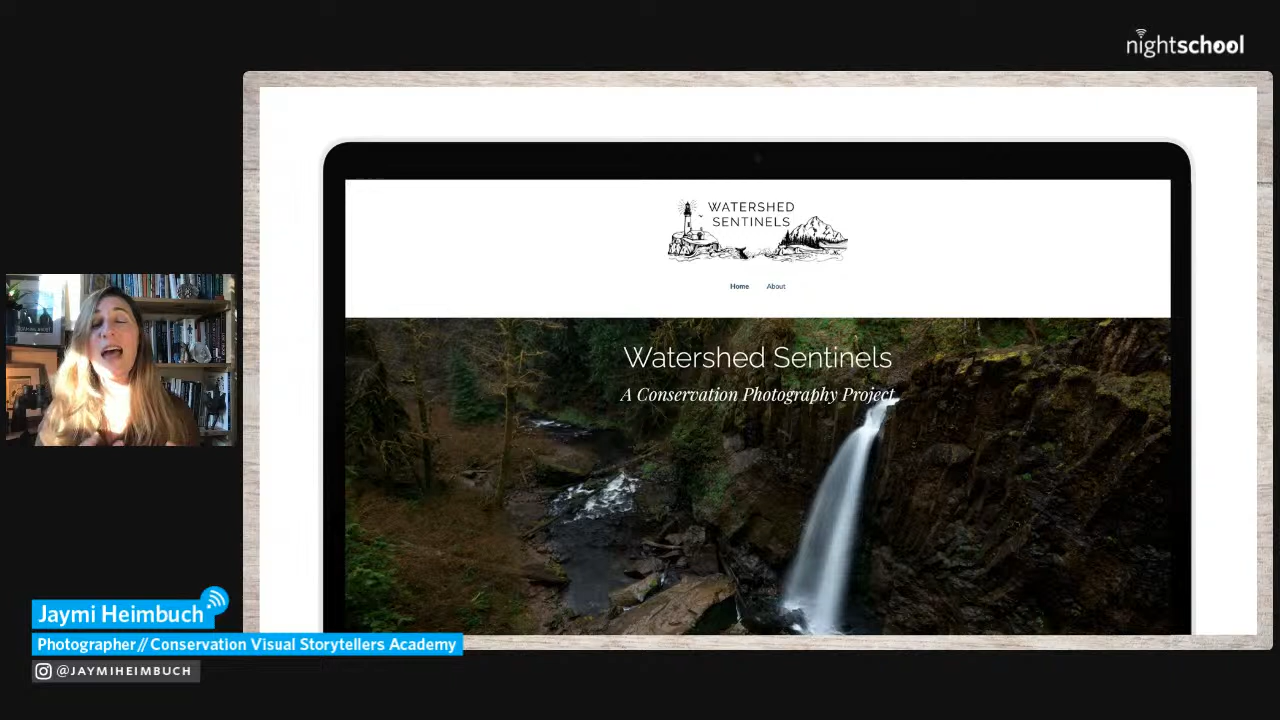 nightschool
WATERSHED
SENTINELS
Home About
Watershed Sentinels
A Conservation Photography Project
Jaymi Heimbuch
Photographer//Conservation Visual Storytellers Academy
@JAYMIHEIMBUCH